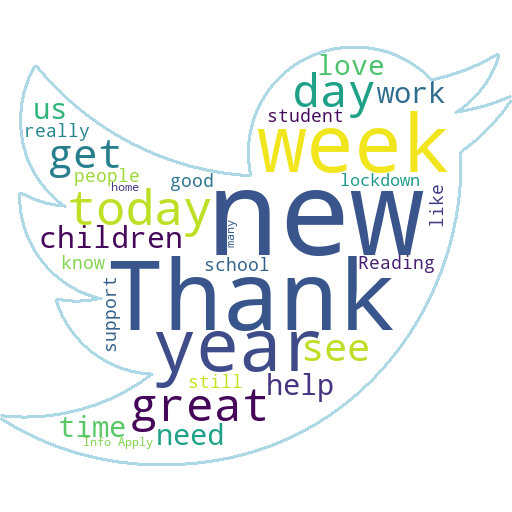 love
day
work
us
student
really
week
get
people
good
lockdown
home
today
new
like
children
many
know
school
Reading
Thank
support
year
see
still
help
great
time
need
Info Apply